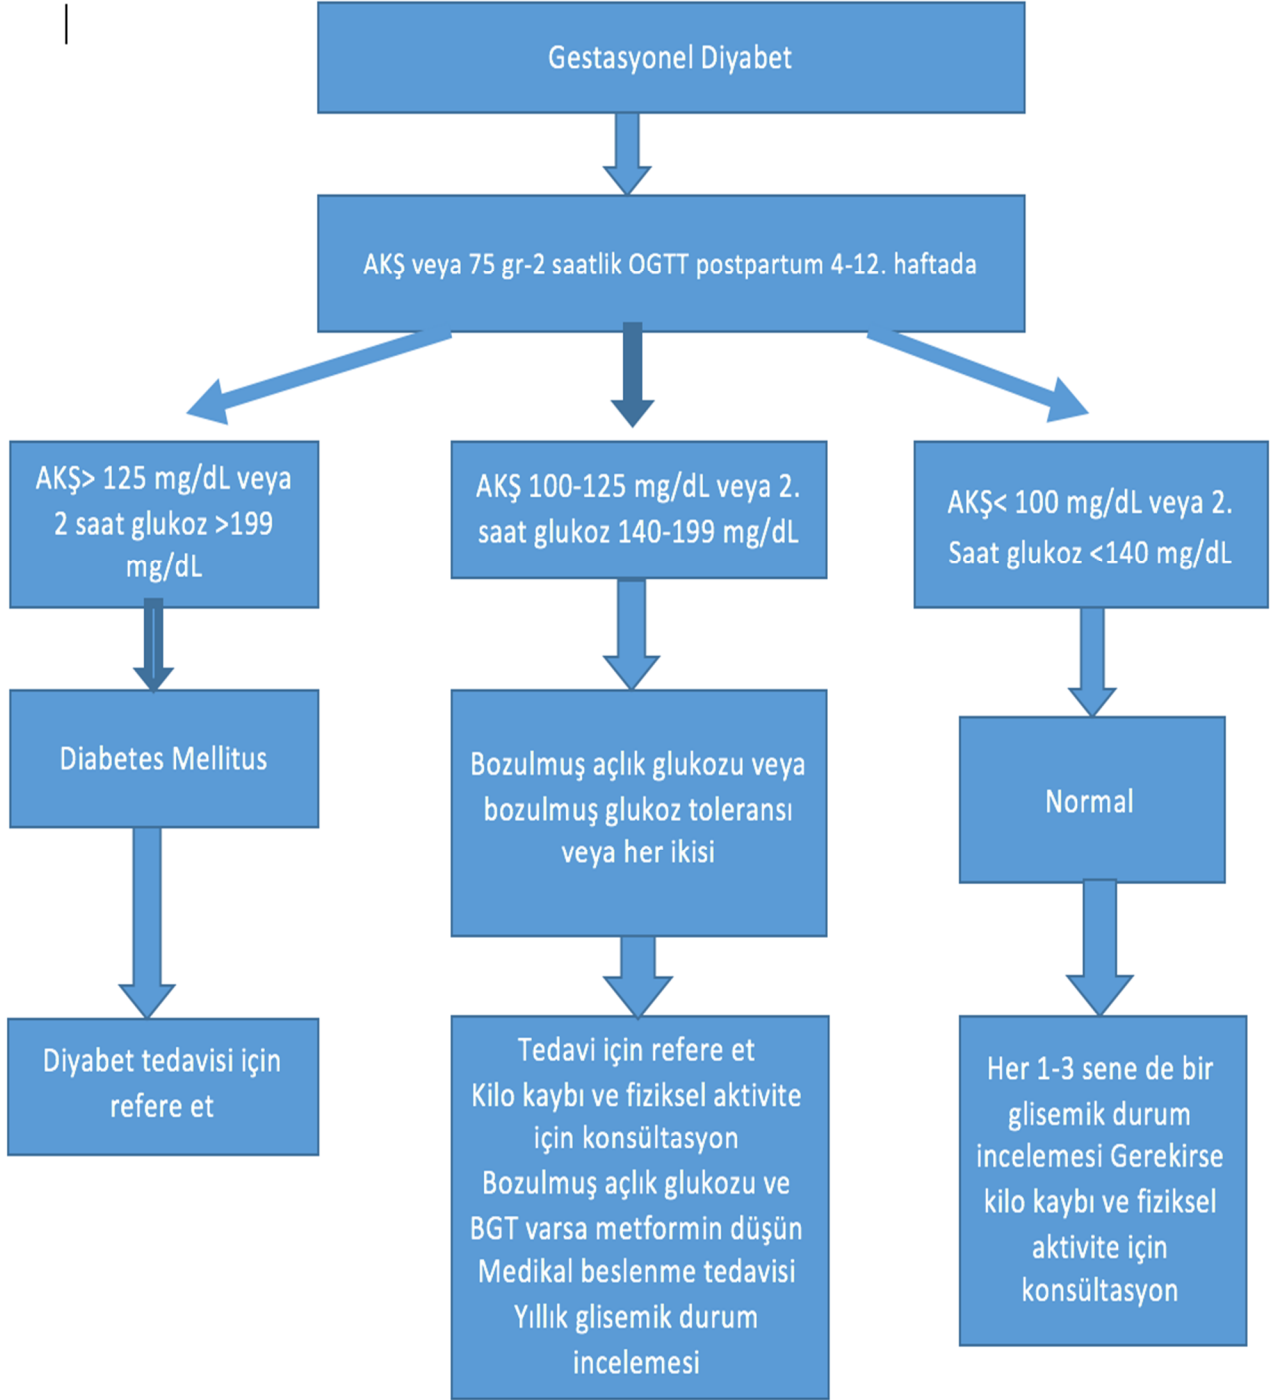 Gestasyonel Diyabet
AKŞ veya 75 gr-2 saatlik OGTT postpartum 4-12. haftada
AKŞ> 125 mg/dL veya
2 saat glukoz >199
mg/dL
AKŞ 100-125 mg/dL veya 2.
saat glukoz 140-199 mg/dL
AKŞ< 100 mg/dL veya 2.
Saat glukoz <140 mg/dL
Diabetes Mellitus
Bozulmuş açlık glukozu veya
bozulmuş glukoz toleransı
veya her ikisi
Normal
Diyabet tedavisi için
refere et
Tedavi için refere et
Kilo kaybı ve fiziksel aktivite
için konsültasyon
Bozulmuş açlık glukozu ve
BGT varsa metformin düşün
Medikal beslenme tedavisi
Yıllık glisemik durum
incelemesi
Her 1-3 sene de bir
glisemik durum
incelemesi Gerekirse
kilo kaybı ve fiziksel
aktivite için
konsültasyon